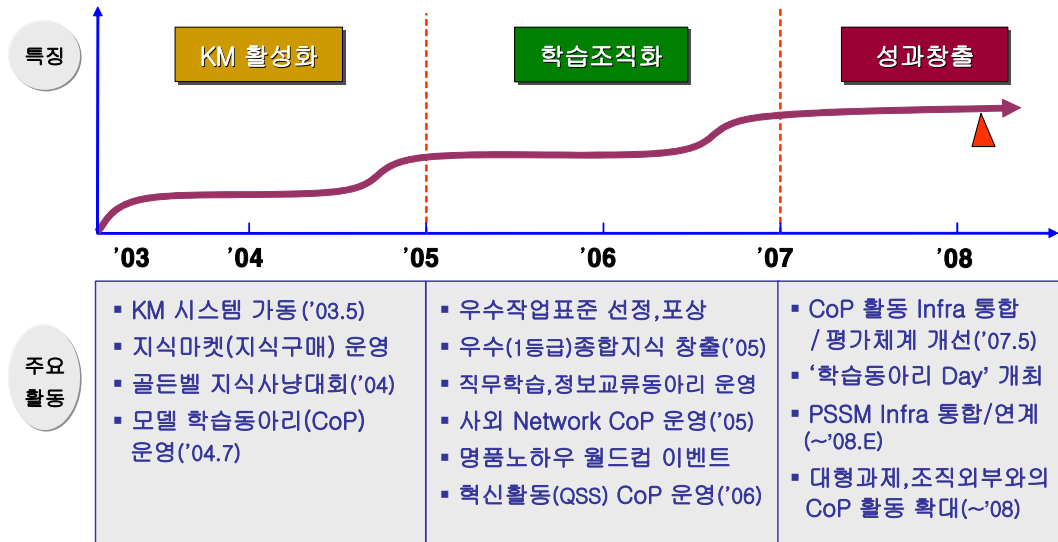 특징
KM 활성화
학습조직화
성과창출
’03
’04
’05
’06
’07
’08
주요
활동
▪ KM 시스템 가동(’03.5)
▪ 지식마켓(지식구매) 운영
▪ 골든벨 지식사냥대회(’04)
▪ 모델 학습동아리(CoP)
운영(’04.7)
▪ 우수작업표준 선정,포상
▪ 우수(1등급)종합지식 창출(’05)
▪ 직무학습,정보교류동아리 운영
▪ 사외 Network CoP 운영(’05)
▪ 명품노하우 월드컵 이벤트
▪ 혁신활동(QSS) CoP 운영(’06)
▪ CoP 활동 Infra 통합
/ 평가체계 개선(’07.5)
▪ ‘학습동아리 Day’ 개최
▪ PSSM Infra 통합/연계
(~’08.E)
▪ 대형과제,조직외부와의
CoP 활동 확대(~’08)